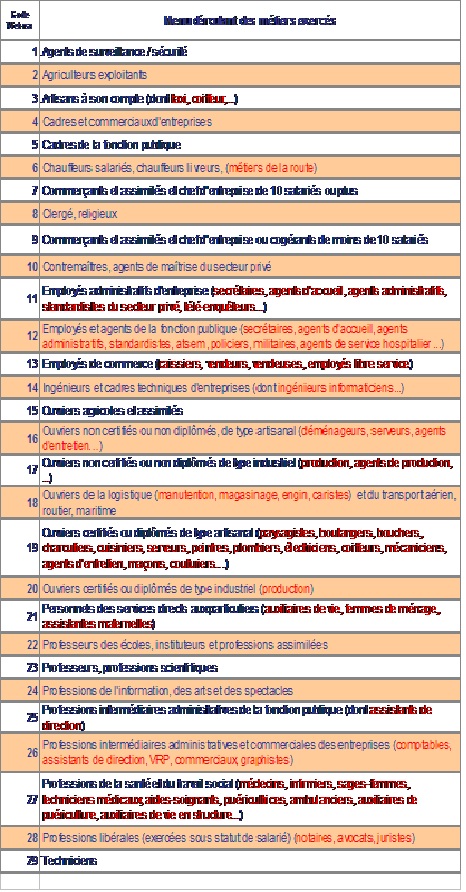 Code
Métiers
Menu déroulant des métiers exercés
1 Agents de surveillance / sécurité
2 Agriculteurs exploitants
3 Artisans à son compte (dont taxi, coiffeur,...)
4 Cadres et commerciaux d'entreprises
5 Cadres de la fonction publique
6 Chauffeurs salariés, chauffeurs livreurs, (métiers de la route)
7 Commerçants et assimilés et chef d'entreprise de 10 salariés ou plus
8 Clergé, religieux
9 Commerçants et assimilés et chef d'entreprise ou cogérants de moins de 10 salariés
10 Contremaîtres, agents de maîtrise du secteur privé
11 Employés administratifs d'entreprise (secrétaires, agents d'accueil, agents administratifs,
standardistes du secteur privé, télé-enquêteurs...)
12 Employés et agents de la fonction publique (secrétaires, agents d'accueil, agents
administratifs, standardistes, atsem, policiers, militaires, agents de service hospitalier ...)
13 Employés de commerce (caissiers, vendeurs, vendeuses, employés libre service)
14 Ingénieurs et cadres techniques d'entreprises (dont ingénieurs informaticiens...)
15 Ouvriers agricoles et assimilés
16 Ouvriers non certifiés ou non diplômés, de type artisanal (déménageurs, serveurs, agents
d'entretien...)
17 Ouvriers non certifiés ou non diplômés de type industriel (production, agents de production,
...)
18 Ouvriers de la logistique (manutention, magasinage, engin, caristes) et du transport aérien,
routier, maritime
19 Ouvriers certifiés ou diplômés de type artisanal (paysagistes, boulangers, bouchers,
charcutiers, cuisiniers, serveurs, peintres, plombiers, électriciens, coiffeurs, mécaniciens,
agents d'entretien, maçons, couturiers...)
20 Ouvriers certifiés ou diplômés de type industriel (production)
21 Personnels des services directs aux particuliers (auxiliaires de vie, femmes de ménage,
assistantes maternelles)
22 Professeurs des écoles, instituteurs et professions assimilées
23 Professeurs, professions scientifiques
24 Professions de l'information, des arts et des spectacles
25 Professions intermédiaires administratives de la fonction publique (dont assistants de
direction)
26 Professions intermédiaires administratives et commerciales des entreprises (comptables,
assistants de direction, VRP, commerciaux, graphistes)
27 Professions de la santé et du travail social (médecins, infirmiers, sages-femmes,
techniciens médicaux, aides-soignants, puéricultrices, ambulanciers, auxiliaires de
puériculture, auxiliaires de vie en structure...)
28 Professions libérales (exercées sous statut de salarié) (notaires, avocats, juristes)
29 Techniciens